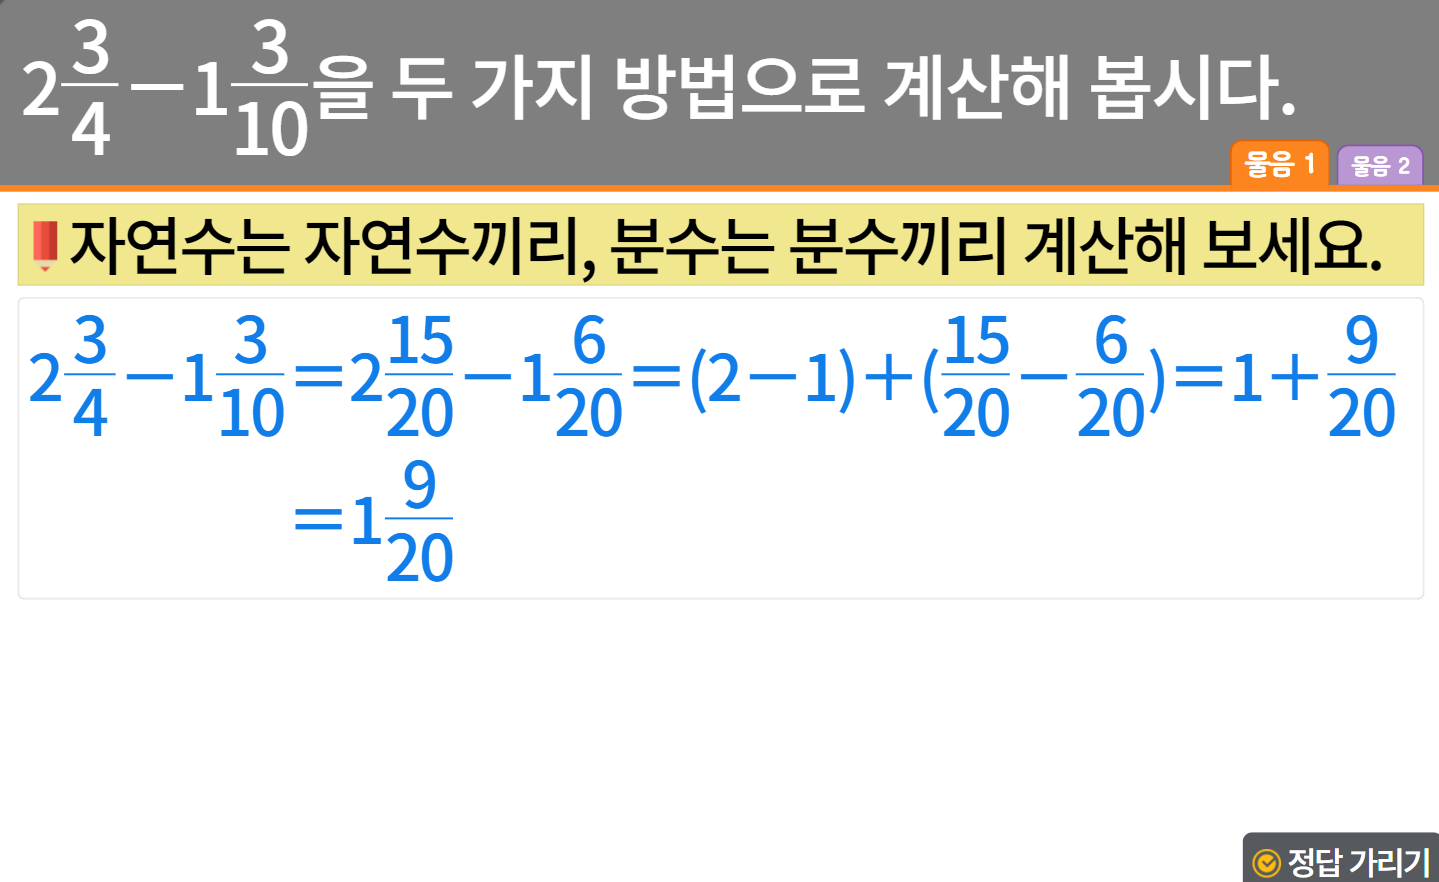 2 3/4 − 1 3/10 을 두 가지 방법으로 계산해 봅시다.
물음 1 물음 2
자연수는 자연수끼리, 분수는 분수끼리 계산해 보세요.
2 3/4 − 1 3/10 = 2 15/20 − 1 6/20 = (2 − 1) + (15/20 − 6/20) = 1 + 9/20
= 1 9/20
정답 가리기